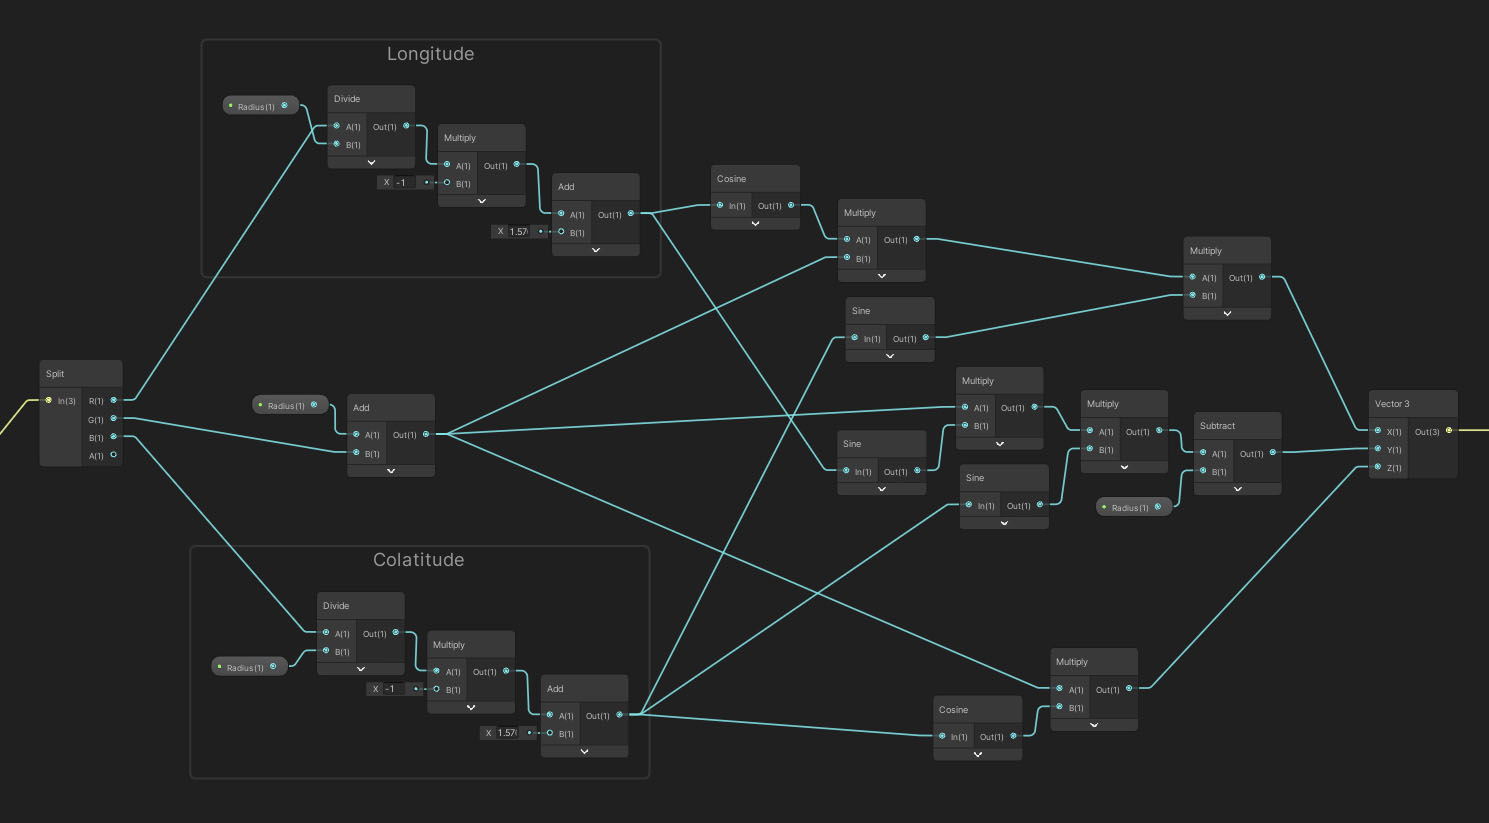 Longitude
Radius(1)
Divide
A(1) Out(1)
B(1)
Multiply
A(1) Out(1)
X -1 B(1)
Add
A(1) Out(1)
X 1.57 B(1)
Cosine
In(1) Out(1)
Multiply
A(1) Out(1)
B(1)
Multiply
A(1) Out(1)
B(1)
Sine
In(1) Out(1)
Split
In(3) R(1)
G(1)
B(1)
A(1)
Radius(1)
Add
A(1) Out(1)
B(1)
Multiply
A(1) Out(1)
B(1)
Sine
In(1) Out(1)
Multiply
A(1) Out(1)
B(1)
Sine
In(1) Out(1)
Subtract
A(1) Out(1)
B(1)
Radius(1)
Vector 3
X(1) Out(3)
Y(1)
Z(1)
Colatitude
Divide
A(1) Out(1)
B(1)
Radius(1)
Multiply
A(1) Out(1)
X -1 B(1)
Add
A(1) Out(1)
X 1.57 B(1)
Cosine
In(1) Out(1)
Multiply
A(1) Out(1)
B(1)